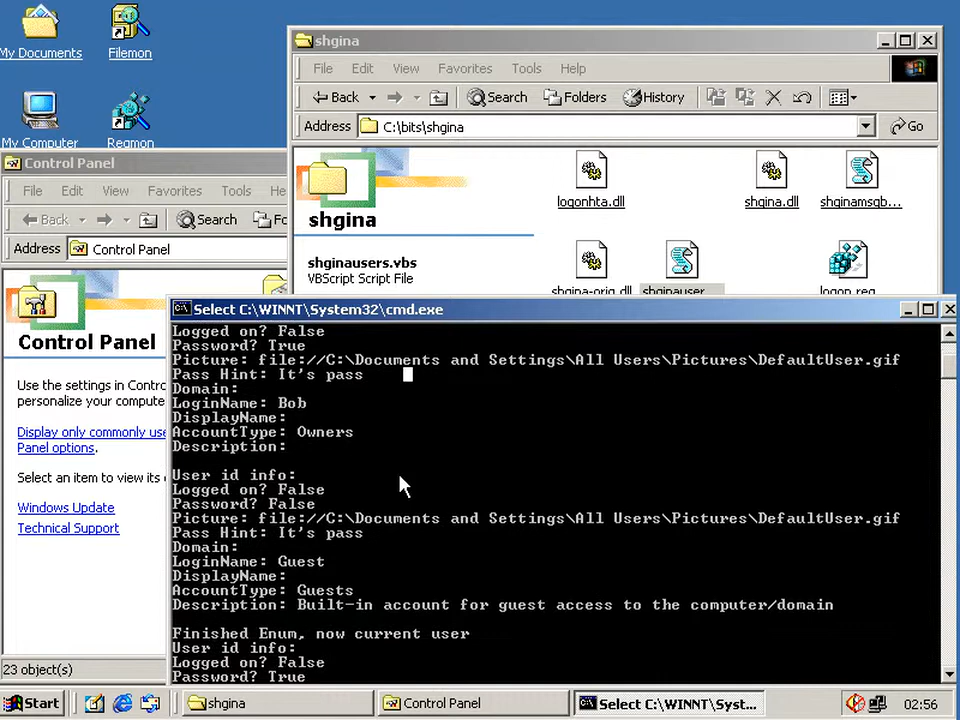 My Documents
Filemon
My Computer
Regmon
shgina
File Edit View Favorites Tools Help
Back Search Folders History
Address C:\bits\shgina Go
shgina
shginausers.vbs
VBScript Script File
logonhta.dll
shgina.dll
shginamsgb...
shgina-orig.dll
shginauser...
logon.reg
Control Panel
File Edit View Favorites Tools He
Back Search Fo
Address Control Panel
Control Panel
Use the settings in Contro
personalize your compute
Display only commonly use
Panel options.
Select an item to view its
Windows Update
Technical Support
23 object(s)
Select C:\WINNT\System32\cmd.exe
Logged on? False
Password? True
Picture: file://C:\Documents and Settings\All Users\Pictures\DefaultUser.gif
Pass Hint: It's pass
Domain:
LoginName: Bob
DisplayName:
AccountType: Owners
Description:
User id info:
Logged on? False
Password? False
Picture: file://C:\Documents and Settings\All Users\Pictures\DefaultUser.gif
Pass Hint: It's pass
Domain:
LoginName: Guest
DisplayName:
AccountType: Guests
Description: Built-in account for guest access to the computer/domain
Finished Enum, now current user
User id info:
Logged on? False
Password? True
Start shgina Control Panel Select C:\WINNT\Syst... 02:56